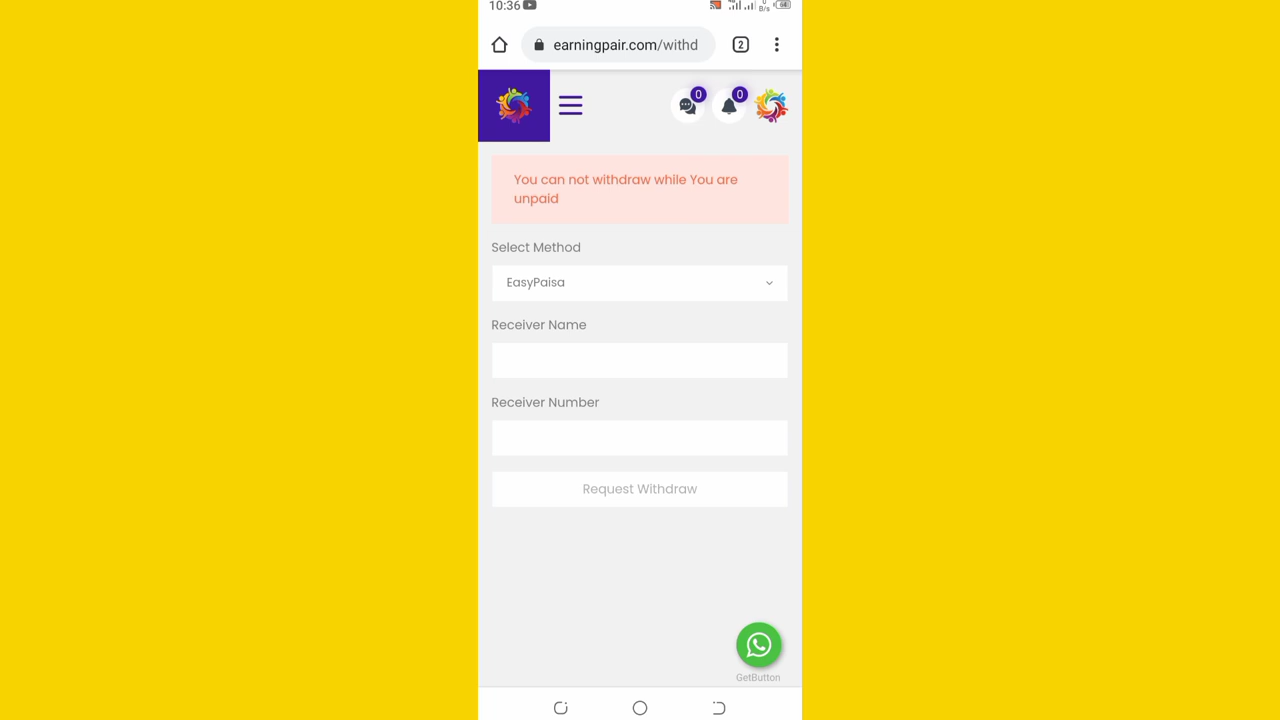 10:36
B/s
68
earningpair.com/withd
2
0
0
You can not withdraw while You are
unpaid
Select Method
EasyPaisa
Receiver Name
Receiver Number
Request Withdraw
GetButton